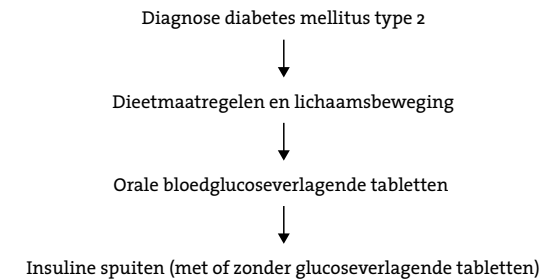 Diagnose diabetes mellitus type 2
Dieetmaatregelen en lichaamsbeweging
Orale bloedglucoseverlagende tabletten
Insuline spuiten (met of zonder glucoseverlagende tabletten)